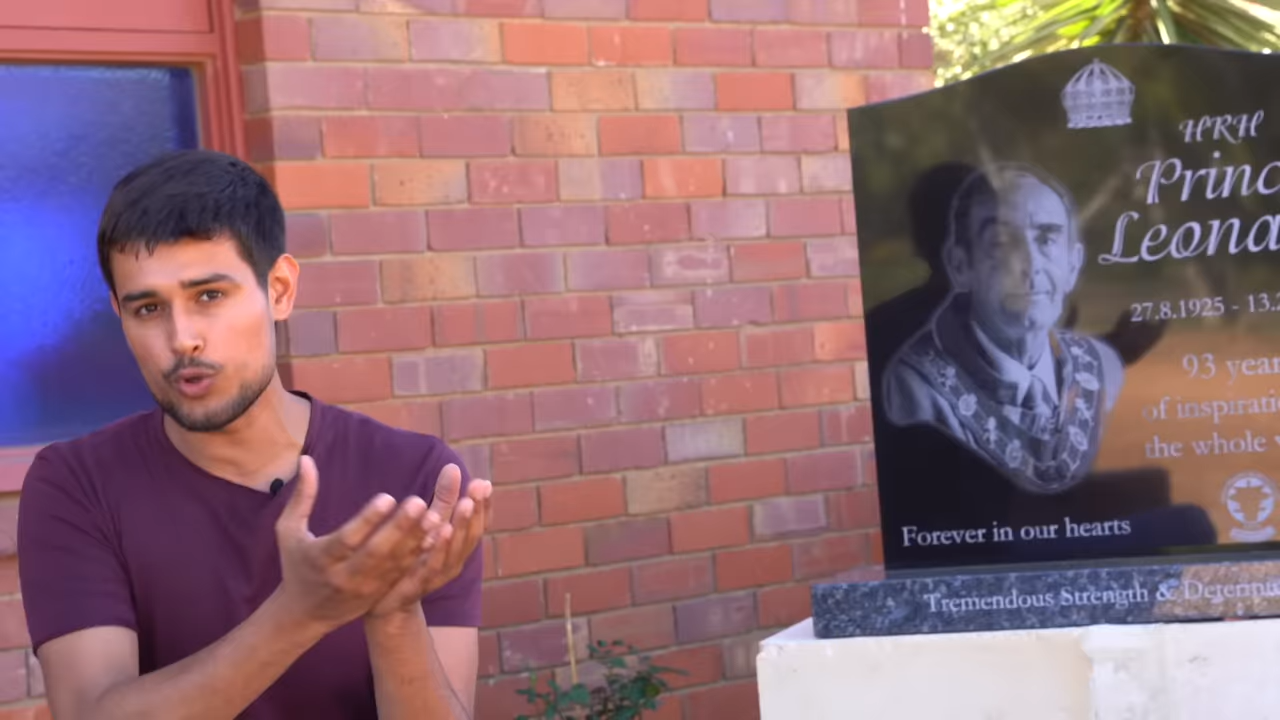 HRH
Princ
Leona
27.8.1925 - 13.
93 year
of inspiratio
the whole w
Forever in our hearts
Tremendous Strength & Determi